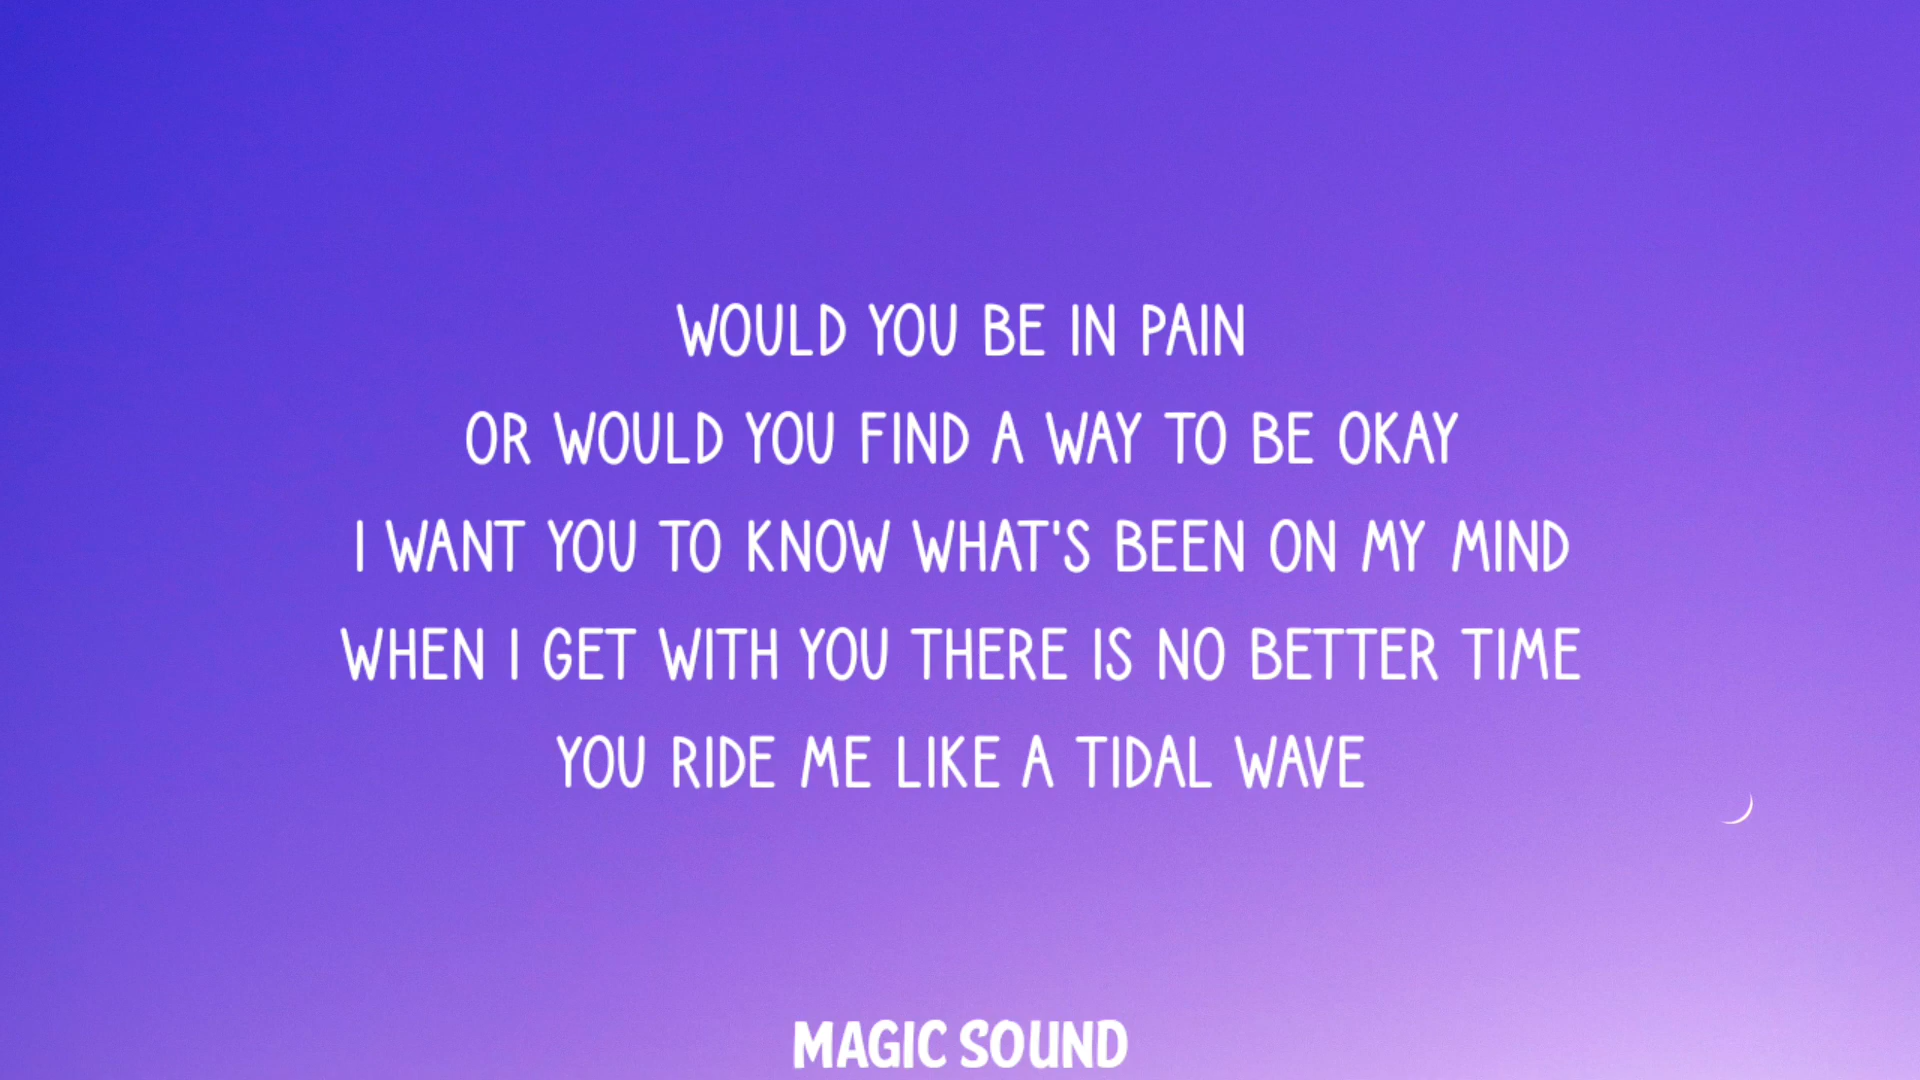 WOULD YOU BE IN PAIN
OR WOULD YOU FIND A WAY TO BE OKAY
I WANT YOU TO KNOW WHAT'S BEEN ON MY MIND
WHEN I GET WITH YOU THERE IS NO BETTER TIME
YOU RIDE ME LIKE A TIDAL WAVE
MAGIC SOUND